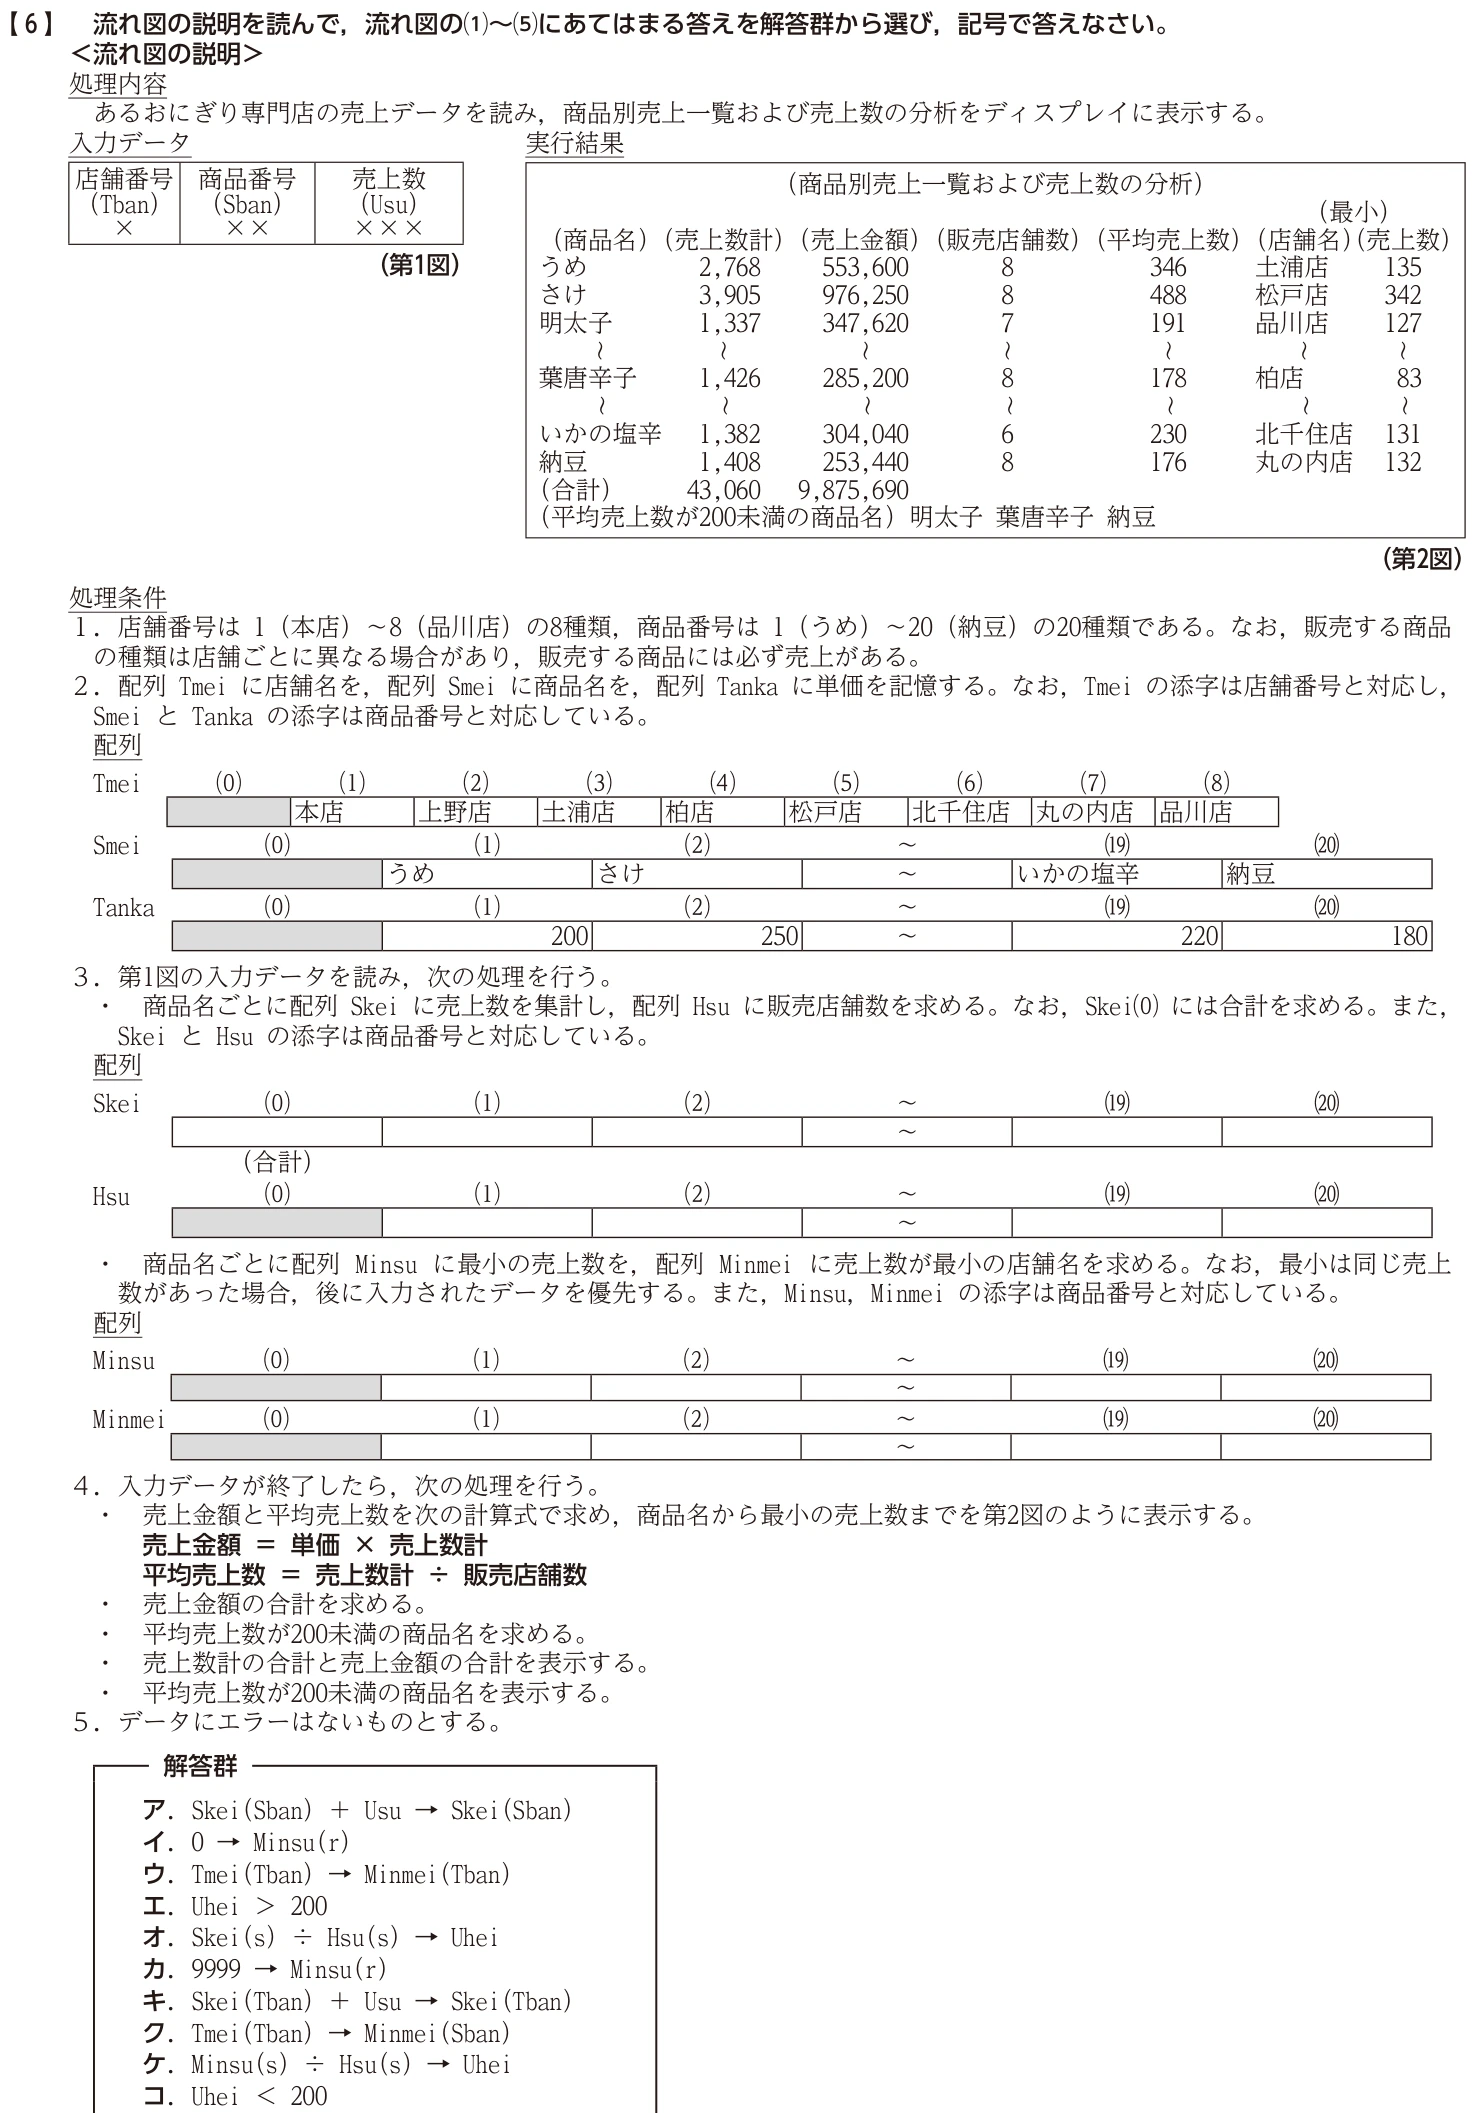 【６】　流れ図の説明を読んで，流れ図の⑴～⑸にあてはまる答えを解答群から選び，記号で答えなさい。
＜流れ図の説明＞
処理内容
あるおにぎり専門店の売上データを読み，商品別売上一覧および売上数の分析をディスプレイに表示する。
入力データ
店舗番号 商品番号 売上数
(Tban) (Sban) (Usu)
× ×× ×××
(第1図)
実行結果
(商品別売上一覧および売上数の分析)
(最小)
(商品名) (売上数計) (売上金額) (販売店舗数) (平均売上数) (店舗名) (売上数)
うめ 2,768 553,600 8 346 土浦店 135
さけ 3,905 976,250 8 488 松戸店 342
明太子 1,337 347,620 7 191 品川店 127
～ ～ ～ ～ ～ ～ ～
葉唐辛子 1,426 285,200 8 178 柏店 83
～ ～ ～ ～ ～ ～ ～
いかの塩辛 1,382 304,040 6 230 北千住店 131
納豆 1,408 253,440 8 176 丸の内店 132
(合計) 43,060 9,875,690
(平均売上数が200未満の商品名) 明太子 葉唐辛子 納豆
(第2図)
処理条件
１．店舗番号は 1（本店）～8（品川店）の8種類，商品番号は 1（うめ）～20（納豆）の20種類である。なお，販売する商品
の種類は店舗ごとに異なる場合があり，販売する商品には必ず売上がある。
２．配列 Tmei に店舗名を，配列 Smei に商品名を，配列 Tanka に単価を記憶する。なお，Tmei の添字は店舗番号と対応し，
Smei と Tanka の添字は商品番号と対応している。
配列
Tmei (0) (1) (2) (3) (4) (5) (6) (7) (8)
本店 上野店 土浦店 柏店 松戸店 北千住店 丸の内店 品川店
Smei (0) (1) (2) ～ ⒆ ⒇
うめ さけ ～ いかの塩辛 納豆
Tanka (0) (1) (2) ～ ⒆ ⒇
200 250 ～ 220 180
３．第1図の入力データを読み，次の処理を行う。
・　商品名ごとに配列 Skei に売上数を集計し，配列 Hsu に販売店舗数を求める。なお，Skei(0) には合計を求める。また，
Skei と Hsu の添字は商品番号と対応している。
配列
Skei (0) (1) (2) ～ ⒆ ⒇
～
(合計)
Hsu (0) (1) (2) ～ ⒆ ⒇
～
・　商品名ごとに配列 Minsu に最小の売上数を，配列 Minmei に売上数が最小の店舗名を求める。なお，最小は同じ売上
数があった場合，後に入力されたデータを優先する。また，Minsu，Minmei の添字は商品番号と対応している。
配列
Minsu (0) (1) (2) ～ ⒆ ⒇
～
Minmei (0) (1) (2) ～ ⒆ ⒇
～
４．入力データが終了したら，次の処理を行う。
・　売上金額と平均売上数を次の計算式で求め，商品名から最小の売上数までを第2図のように表示する。
売上金額 ＝ 単価 × 売上数計
平均売上数 ＝ 売上数計 ÷ 販売店舗数
・　売上金額の合計を求める。
・　平均売上数が200未満の商品名を求める。
・　売上数計の合計と売上金額の合計を表示する。
・　平均売上数が200未満の商品名を表示する。
５．データにエラーはないものとする。
解答群
ア．Skei(Sban) ＋ Usu → Skei(Sban)
イ．0 → Minsu(r)
ウ．Tmei(Tban) → Minmei(Tban)
エ．Uhei ＞ 200
オ．Skei(s) ÷ Hsu(s) → Uhei
カ．9999 → Minsu(r)
キ．Skei(Tban) ＋ Usu → Skei(Tban)
ク．Tmei(Tban) → Minmei(Sban)
ケ．Minsu(s) ÷ Hsu(s) → Uhei
コ．Uhei ＜ 200